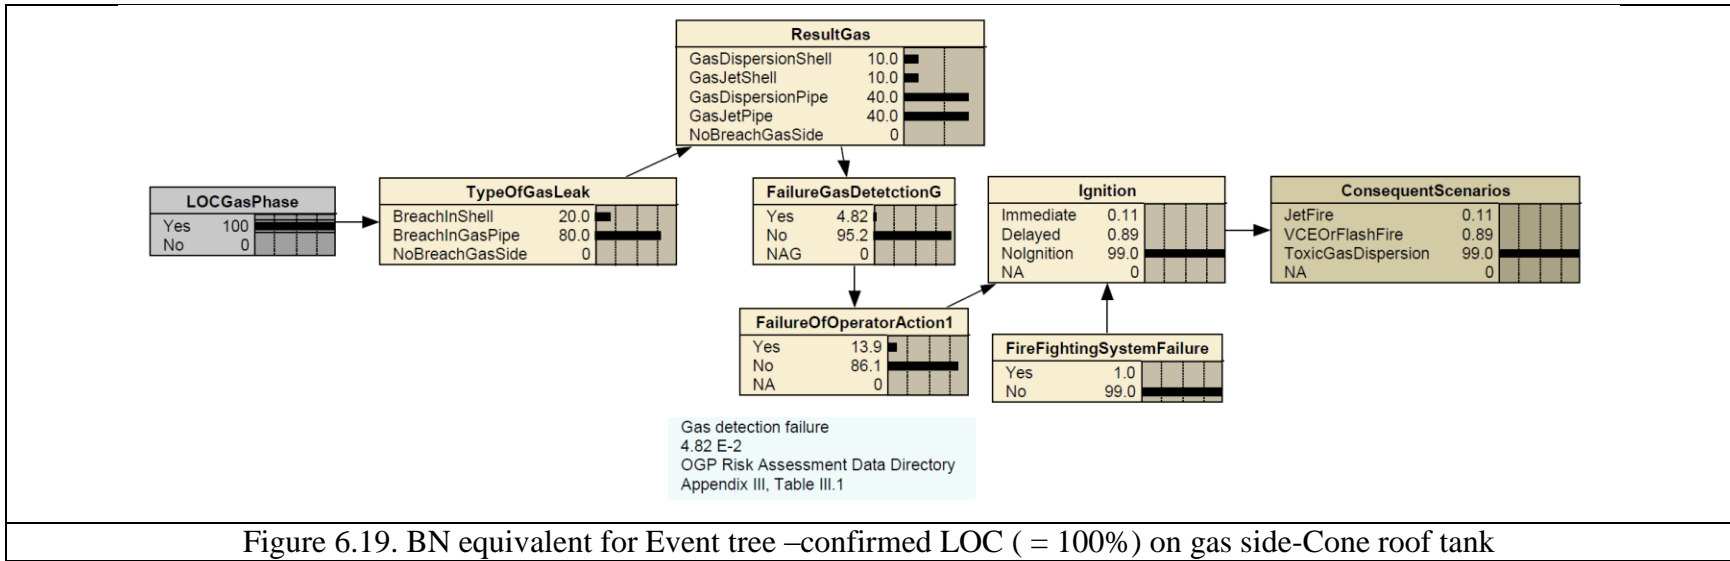 ResultGas
GasDispersionShell 10.0
GasJetShell 10.0
GasDispersionPipe 40.0
GasJetPipe 40.0
NoBreachGasSide 0
LOCGasPhase
Yes 100
No 0
TypeOfGasLeak
BreachInShell 20.0
BreachInGasPipe 80.0
NoBreachGasSide 0
FailureGasDetetctionG
Yes 4.82
No 95.2
NAG 0
Ignition
Immediate 0.11
Delayed 0.89
NoIgnition 99.0
NA 0
ConsequentScenarios
JetFire 0.11
VCEOrFlashFire 0.89
ToxicGasDispersion 99.0
NA 0
FailureOfOperatorAction1
Yes 13.9
No 86.1
NA 0
FireFightingSystemFailure
Yes 1.0
No 99.0
Gas detection failure
4.82 E-2
OGP Risk Assessment Data Directory
Appendix III, Table III.1
Figure 6.19. BN equivalent for Event tree –confirmed LOC ( = 100%) on gas side-Cone roof tank